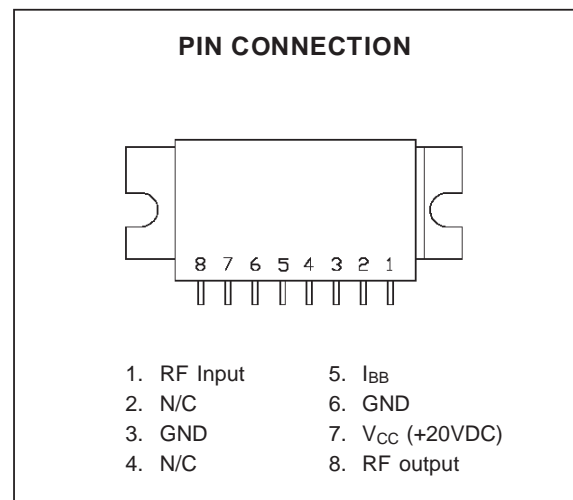 PIN CONNECTION
8 7 6 5 4 3 2 1
1. RF Input
2. N/C
3. GND
4. N/C
5. IBB
6. GND
7. VCC (+20VDC)
8. RF output